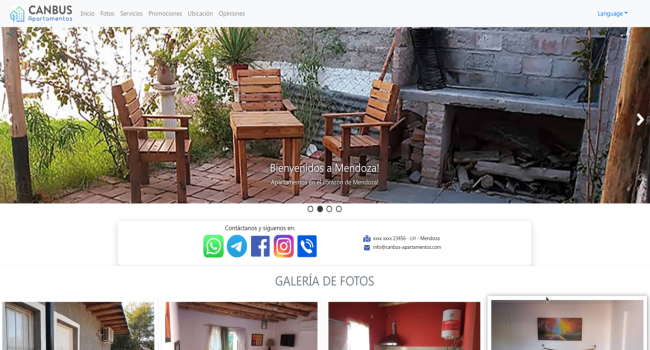 CANBUS
Apartamentos
Inicio Fotos Servicios Promociones Ubicación Opiniones
Language
Bienvenidos a Mendoza!
Apartamentos en el corazón de Mendoza!
Contáctanos y síguenos en:
xxxx xxxx 23456 - LH - Mendoza
info@canbus-apartamentos.com
GALERÍA DE FOTOS